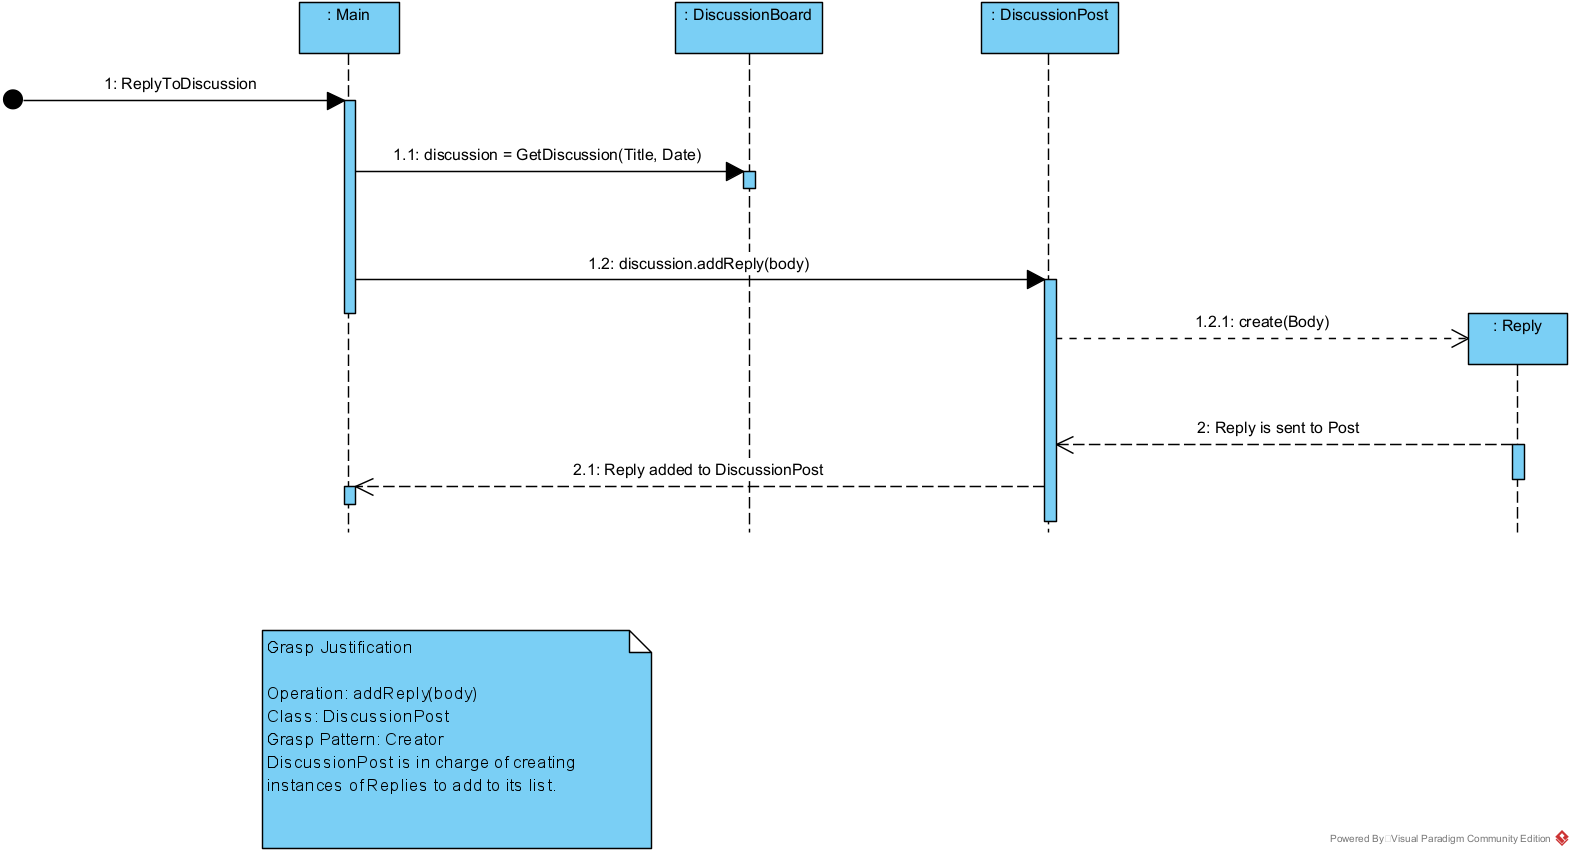 : Main
: DiscussionBoard
: DiscussionPost
1: ReplyToDiscussion
1.1: discussion = GetDiscussion(Title, Date)
1.2: discussion.addReply(body)
1.2.1: create(Body)
: Reply
2: Reply is sent to Post
2.1: Reply added to DiscussionPost
Grasp Justification
Operation: addReply(body)
Class: DiscussionPost
Grasp Pattern: Creator
DiscussionPost is in charge of creating
instances of Replies to add to its list.
Powered By Visual Paradigm Community Edition